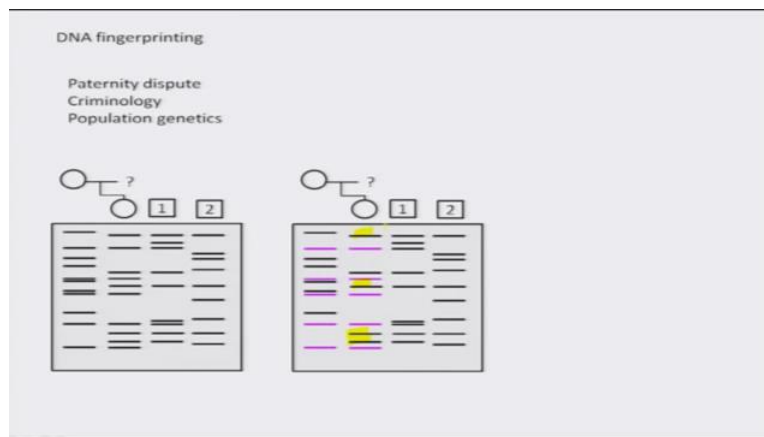 DNA fingerprinting
Paternity dispute
Criminology
Population genetics
? ?
1 2 1 2